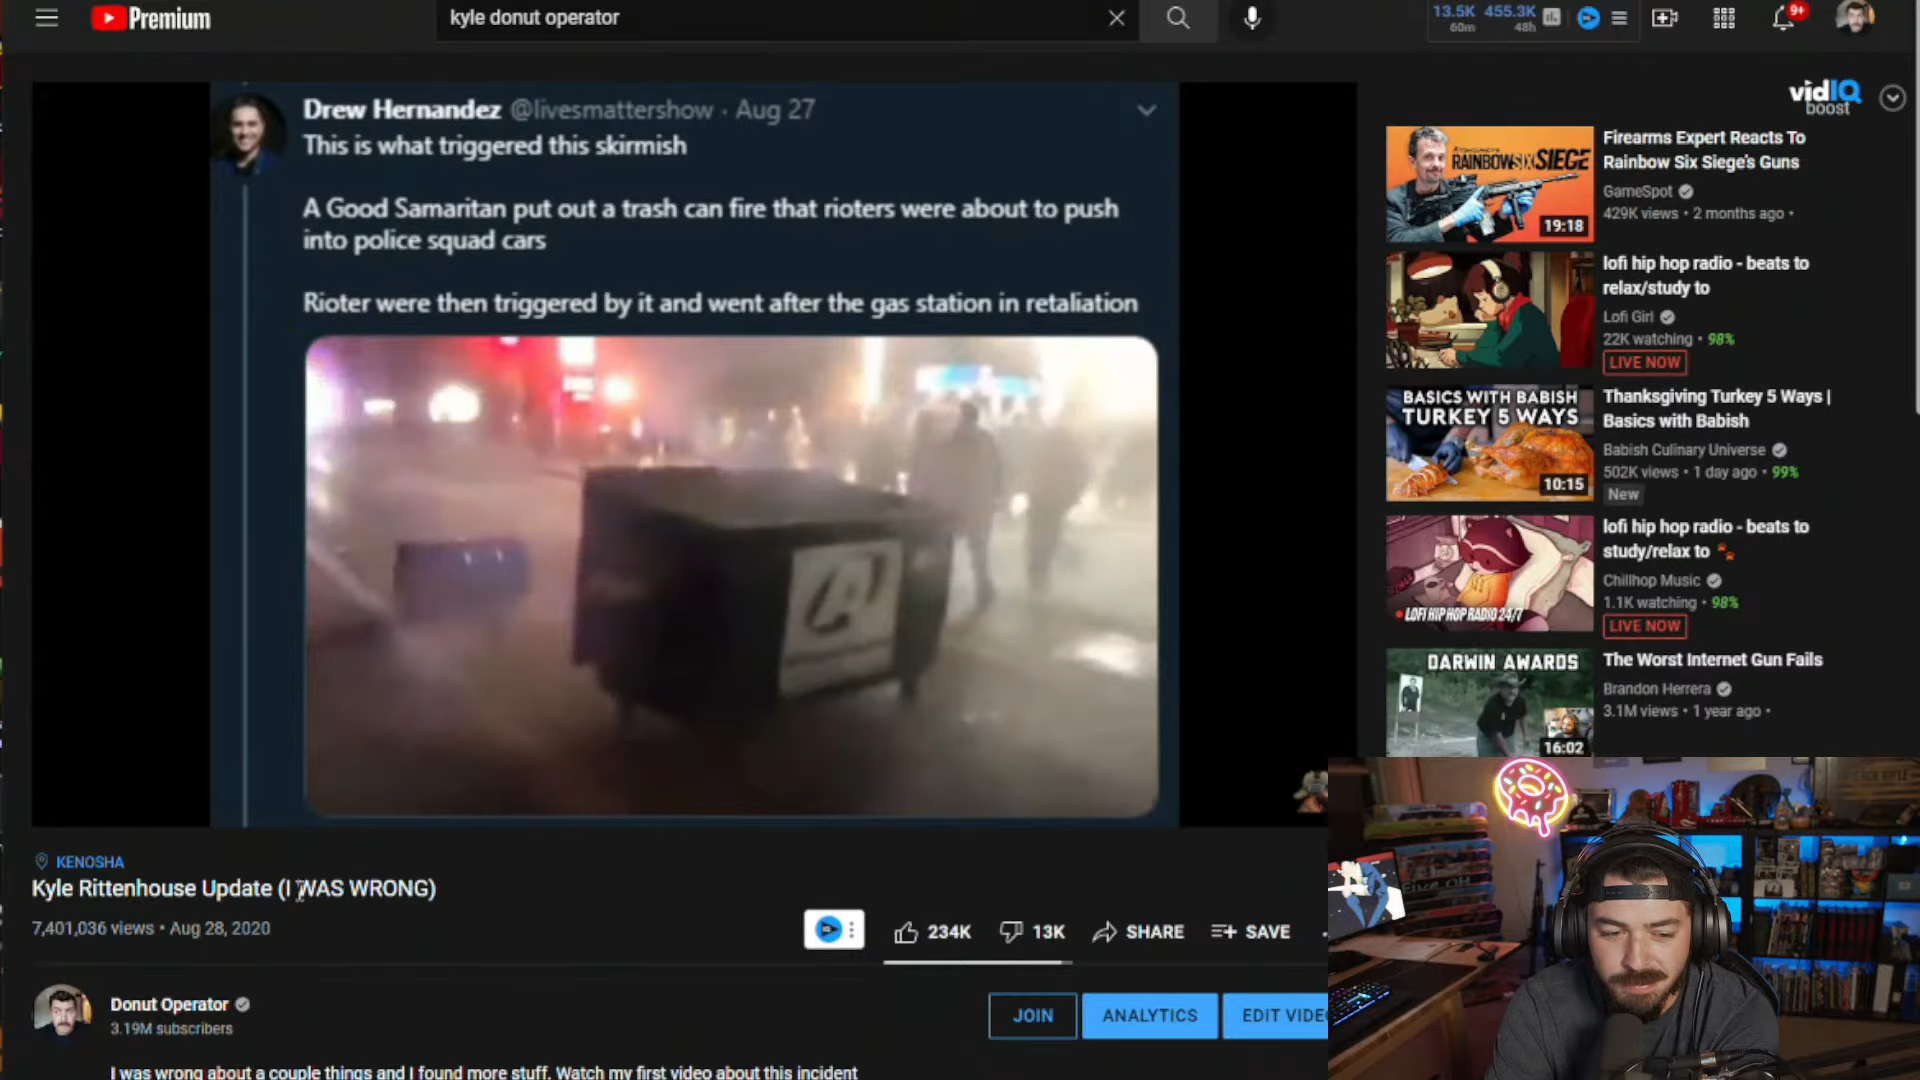 Premium
kyle donut operator
13.5K 455.3K
60m 48h
9+
Drew Hernandez @livesmattershow · Aug 27
This is what triggered this skirmish
A Good Samaritan put out a trash can fire that rioters were about to push
into police squad cars
Rioter were then triggered by it and went after the gas station in retaliation
KENOSHA
Kyle Rittenhouse Update (I WAS WRONG)
7,401,036 views • Aug 28, 2020
234K 13K SHARE SAVE
Donut Operator
3.19M subscribers
JOIN ANALYTICS EDIT VIDE
I was wrong about a couple things and I found more stuff. Watch my first video about this incident
vidIQ
boost
RAINBOWSIX SIEGE
19:18
Firearms Expert Reacts To
Rainbow Six Siege's Guns
GameSpot
429K views • 2 months ago •
lofi hip hop radio - beats to
relax/study to
Lofi Girl
22K watching • 98%
LIVE NOW
BASICS WITH BABISH
TURKEY 5 WAYS
10:15
Thanksgiving Turkey 5 Ways |
Basics with Babish
Babish Culinary Universe
502K views • 1 day ago • 99%
New
LOFI HIP HOP RADIO 24/7
lofi hip hop radio - beats to
study/relax to
Chillhop Music
1.1K watching • 98%
LIVE NOW
DARWIN AWARDS
16:02
The Worst Internet Gun Fails
Brandon Herrera
3.1M views • 1 year ago •